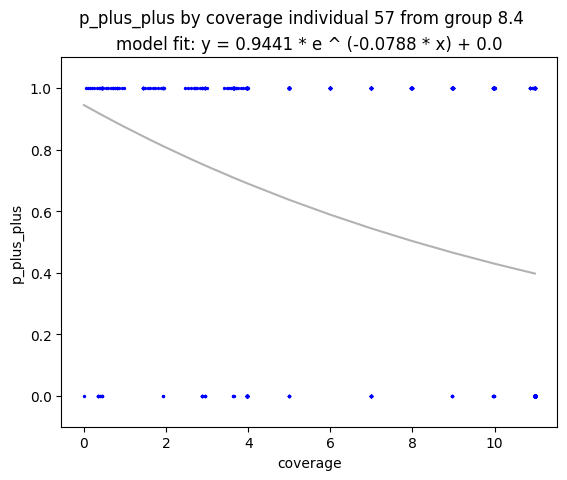 p_plus_plus by coverage individual 57 from group 8.4
model fit: y = 0.9441 * e ^ (-0.0788 * x) + 0.0
1.0
0.8
0.6
0.4
0.2
0.0
p_plus_plus
0 2 4 6 8 10
coverage